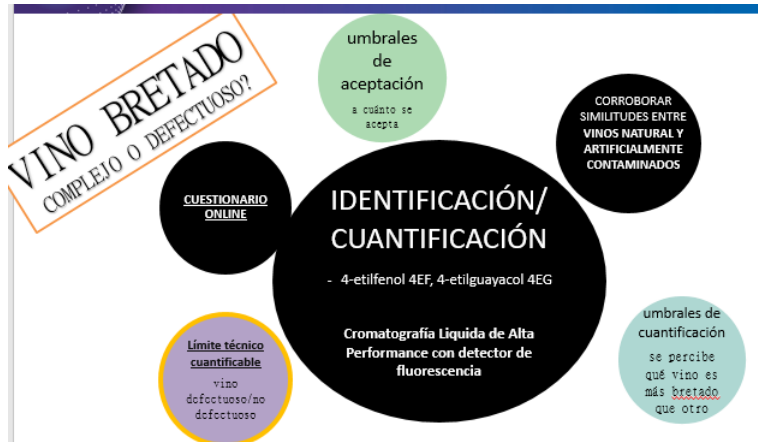 VINO BRETADO
COMPLEJO O DEFECTUOSO?
umbrales
de
aceptación
a cuánto se
acepta
CORROBORAR
SIMILITUDES ENTRE
VINOS NATURAL Y
ARTIFICIALMENTE
CONTAMINADOS
CUESTIONARIO
ONLINE
IDENTIFICACIÓN/
CUANTIFICACIÓN
- 4-etilfenol 4EF, 4-etilguayacol 4EG
Cromatografía Liquida de Alta
Performance con detector de
fluorescencia
Límite técnico
cuantificable
vino
defectuoso/no
defectuoso
umbrales de
cuantificación
se percibe
qué vino es
más bretado
que otro